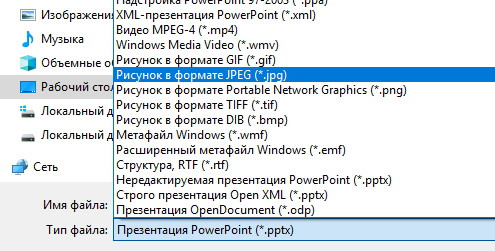 Надстройка PowerPoint 97-2003 (*.ppa)
Изображения
XML-презентация PowerPoint (*.xml)
Видео MPEG-4 (*.mp4)
Музыка
Windows Media Video (*.wmv)
Рисунок в формате GIF (*.gif)
Объемные об
Рисунок в формате JPEG (*.jpg)
Рабочий стол
Рисунок в формате Portable Network Graphics (*.png)
Рисунок в формате TIFF (*.tif)
Локальный д
Рисунок в формате DIB (*.bmp)
Метафайл Windows (*.wmf)
Локальный д
Расширенный метафайл Windows (*.emf)
Структура, RTF (*.rtf)
Сеть
Нередактируемая презентация PowerPoint (*.pptx)
Строго презентация Open XML (*.pptx)
Имя файла:
Презентация OpenDocument (*.odp)
Тип файла:
Презентация PowerPoint (*.pptx)